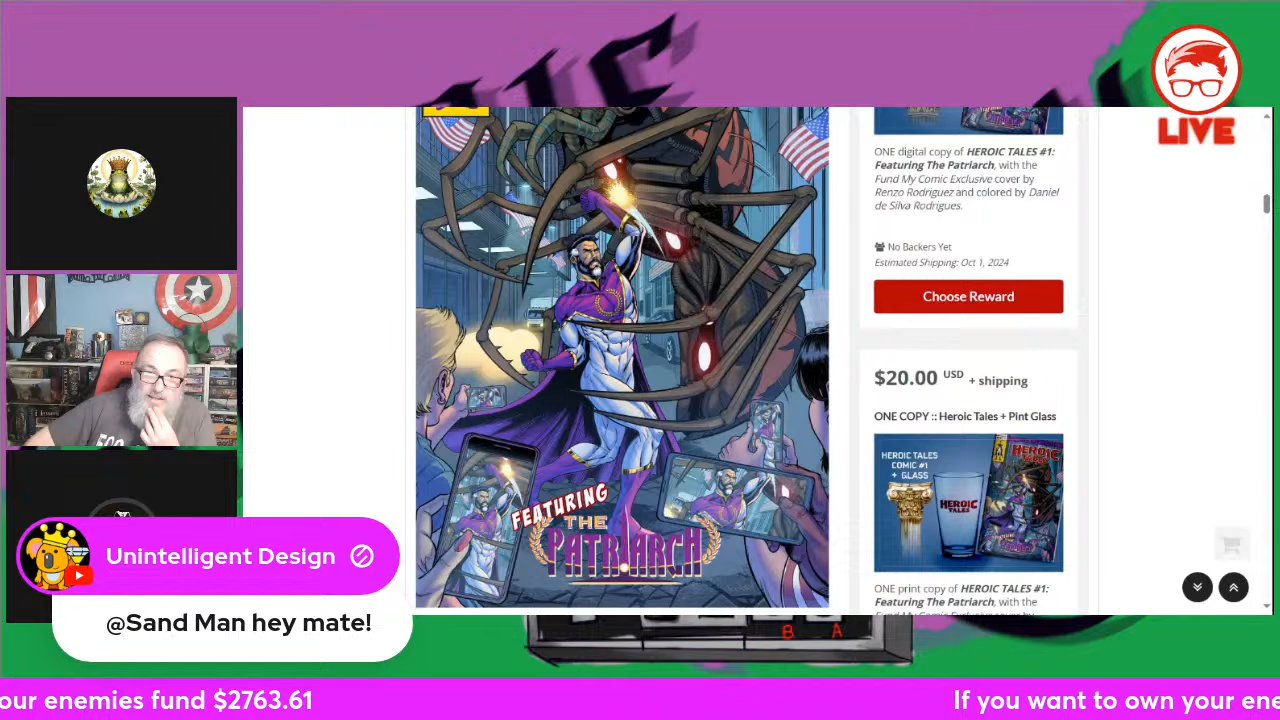 LIVE
ONE digital copy of HEROIC TALES #1:
Featuring The Patriarch, with the
Fund My Comic Exclusive cover by
Renzo Rodriguez and colored by Daniel
de Silva Rodrigues.
No Backers Yet
Estimated Shipping: Oct 1, 2024
Choose Reward
$20.00 USD + shipping
ONE COPY :: Heroic Tales + Pint Glass
HEROIC TALES
COMIC #1
+ GLASS
HEROIC
TALES
HEROIC
TALES
ONE print copy of HEROIC TALES #1:
Featuring The Patriarch, with the
FEATURING
THE
PATRIARCH
Unintelligent Design
@Sand Man hey mate!
B A
our enemies fund $2763.61
If you want to own your ene